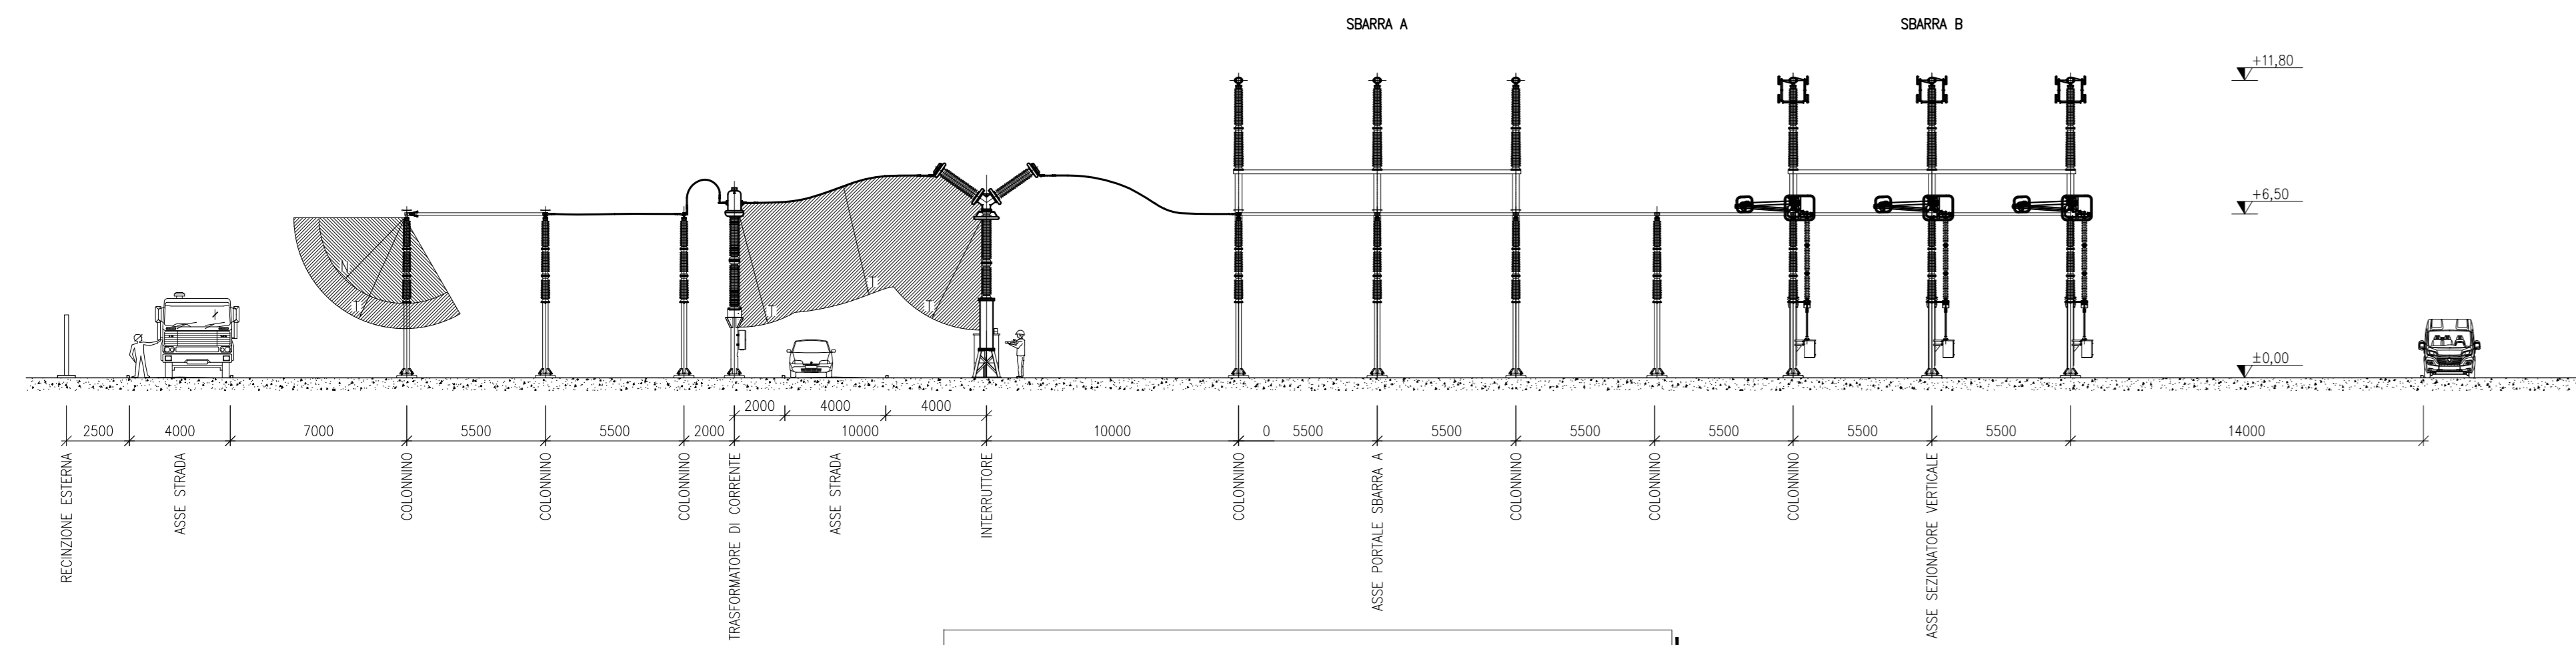 SBARRA A
SBARRA B
+11,80
+6,50
±0,00
N
T
T
T
T
2000
4000
4000
2500
4000
7000
5500
5500
2000
10000
10000
0
5500
5500
5500
5500
5500
5500
14000
RECINZIONE ESTERNA
ASSE STRADA
COLONNINO
COLONNINO
COLONNINO
TRASFORMATORE DI CORRENTE
ASSE STRADA
INTERRUTTORE
COLONNINO
ASSE PORTALE SBARRA A
COLONNINO
COLONNINO
COLONNINO
ASSE SEZIONATORE VERTICALE